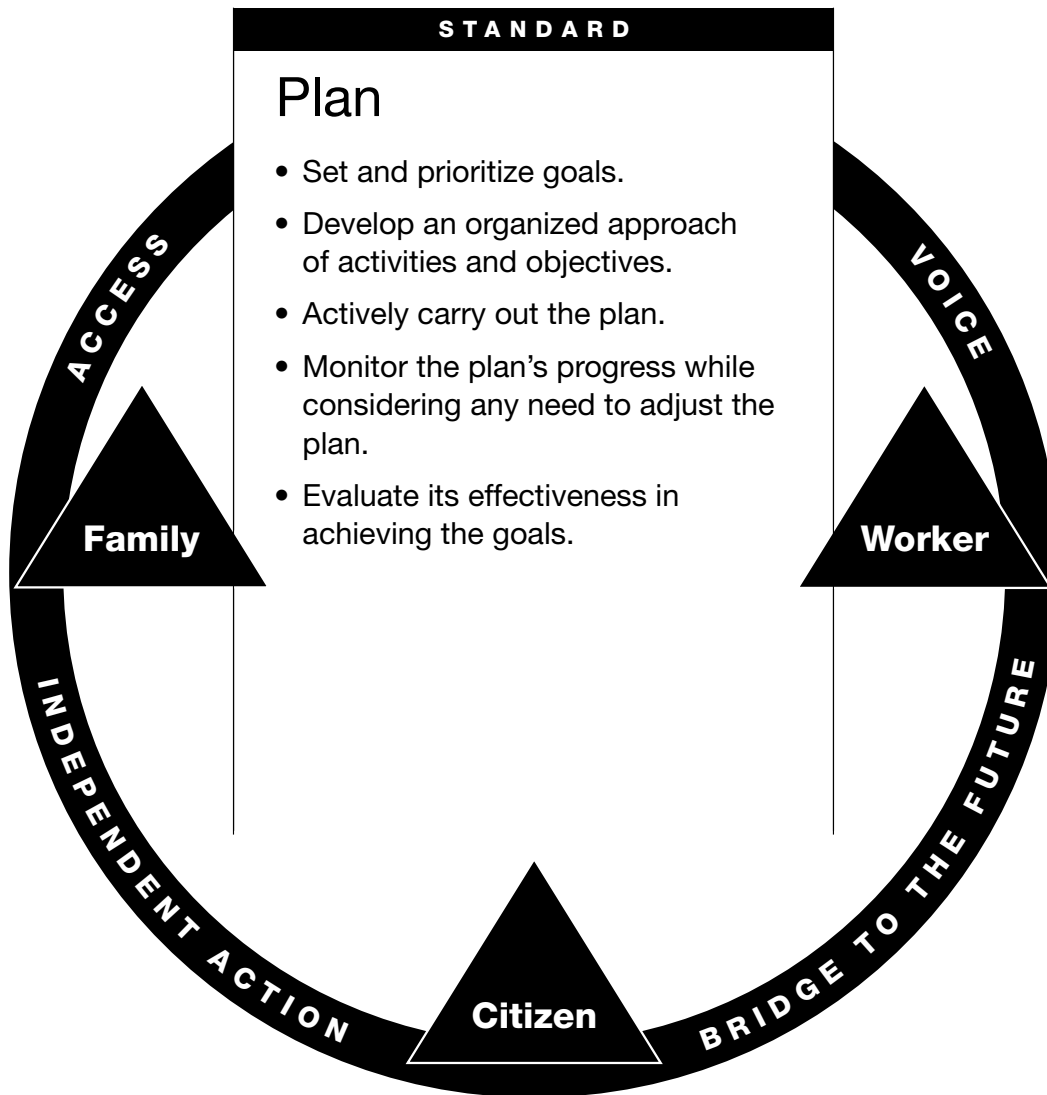 STANDARD
Plan
• Set and prioritize goals.
• Develop an organized approach
of activities and objectives.
• Actively carry out the plan.
• Monitor the plan’s progress while
considering any need to adjust the
plan.
• Evaluate its effectiveness in
achieving the goals.
ACCESS
VOICE
Family
Worker
INDEPENDENT ACTION
BRIDGE TO THE FUTURE
Citizen